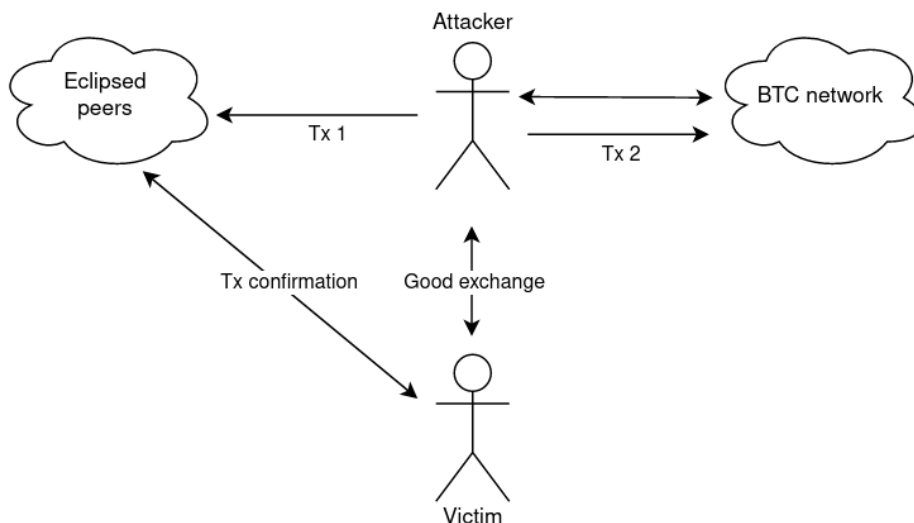 Attacker
Eclipsed
peers
BTC network
Tx 1
Tx 2
Tx confirmation
Good exchange
Victim